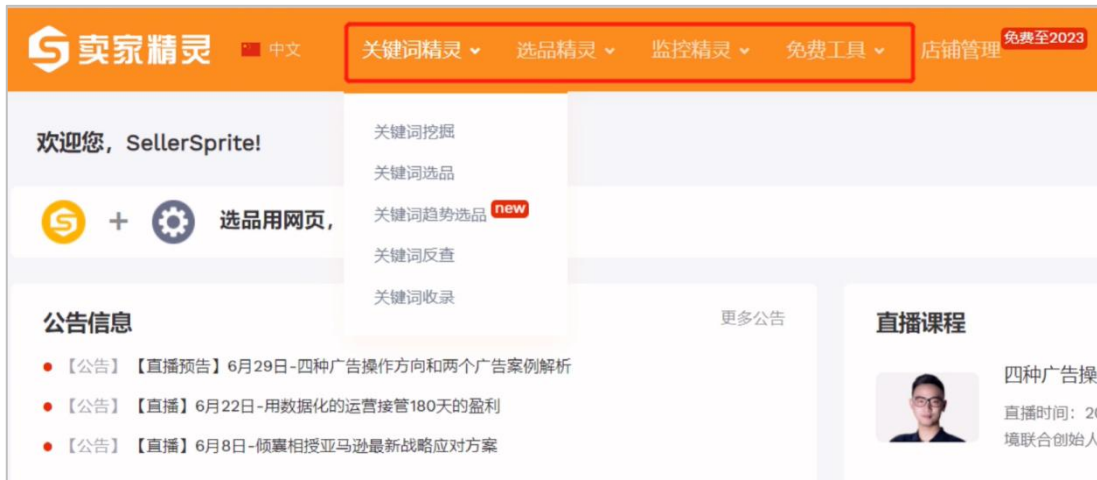 卖家精灵 中文 关键词精灵 选品精灵 监控精灵 免费工具 店铺管理 免费至2023
欢迎您，SellerSprite!
关键词挖掘
关键词选品
关键词趋势选品 new
关键词反查
关键词收录
选品用网页，
公告信息 更多公告
【公告】【直播预告】6月29日-四种广告操作方向和两个广告案例解析
【公告】【直播】6月22日-用数据化的运营接管180天的盈利
【公告】【直播】6月8日-倾囊相授亚马逊最新战略应对方案
直播课程
四种广告操
直播时间：20
境联合创始人